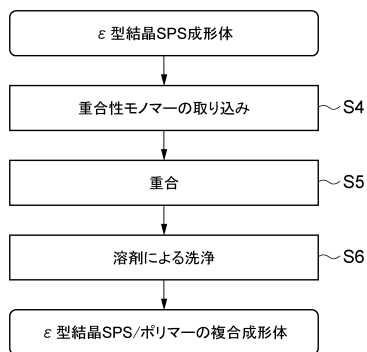 ε型結晶SPS成形体
重合性モノマーの取り込み
S4
重合
S5
溶剤による洗浄
S6
ε型結晶SPS/ポリマーの複合成形体